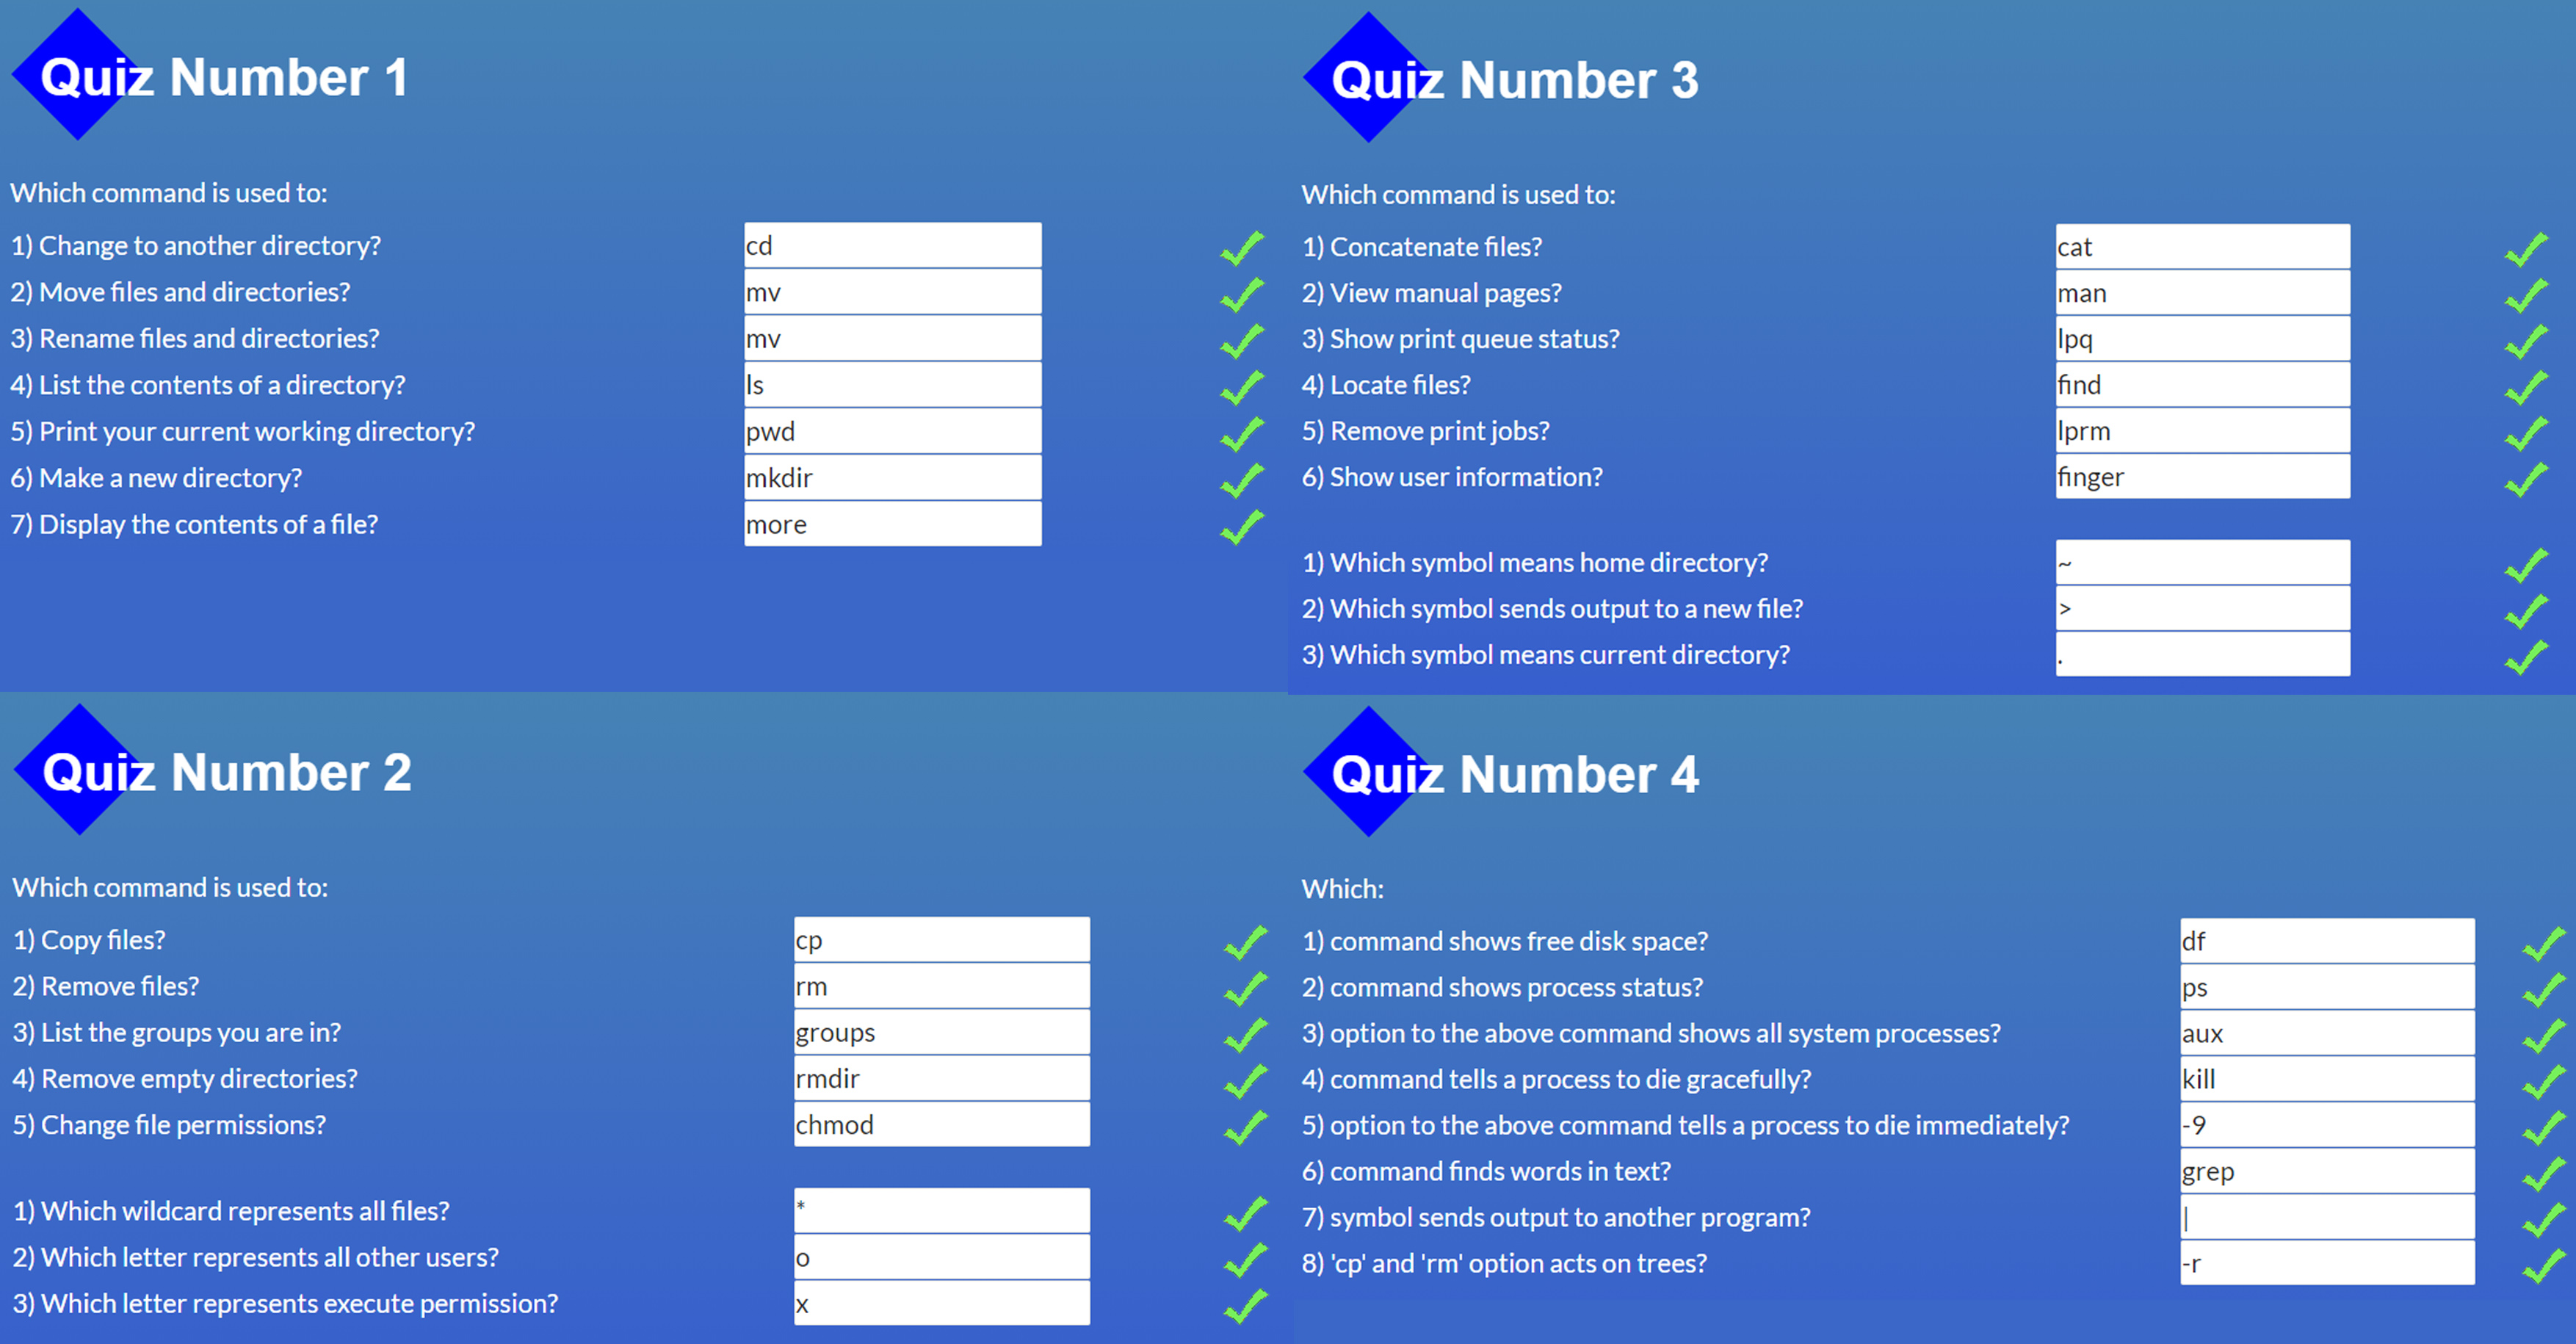 Quiz Number 1
Which command is used to:
1) Change to another directory? cd
2) Move files and directories? mv
3) Rename files and directories? mv
4) List the contents of a directory? ls
5) Print your current working directory? pwd
6) Make a new directory? mkdir
7) Display the contents of a file? more
Quiz Number 2
Which command is used to:
1) Copy files? cp
2) Remove files? rm
3) List the groups you are in? groups
4) Remove empty directories? rmdir
5) Change file permissions? chmod
1) Which wildcard represents all files? *
2) Which letter represents all other users? o
3) Which letter represents execute permission? x
Quiz Number 3
Which command is used to:
1) Concatenate files? cat
2) View manual pages? man
3) Show print queue status? lpq
4) Locate files? find
5) Remove print jobs? lprm
6) Show user information? finger
1) Which symbol means home directory? ~
2) Which symbol sends output to a new file? >
3) Which symbol means current directory? .
Quiz Number 4
Which:
1) command shows free disk space? df
2) command shows process status? ps
3) option to the above command shows all system processes? aux
4) command tells a process to die gracefully? kill
5) option to the above command tells a process to die immediately? -9
6) command finds words in text? grep
7) symbol sends output to another program? |
8) 'cp' and 'rm' option acts on trees? -r